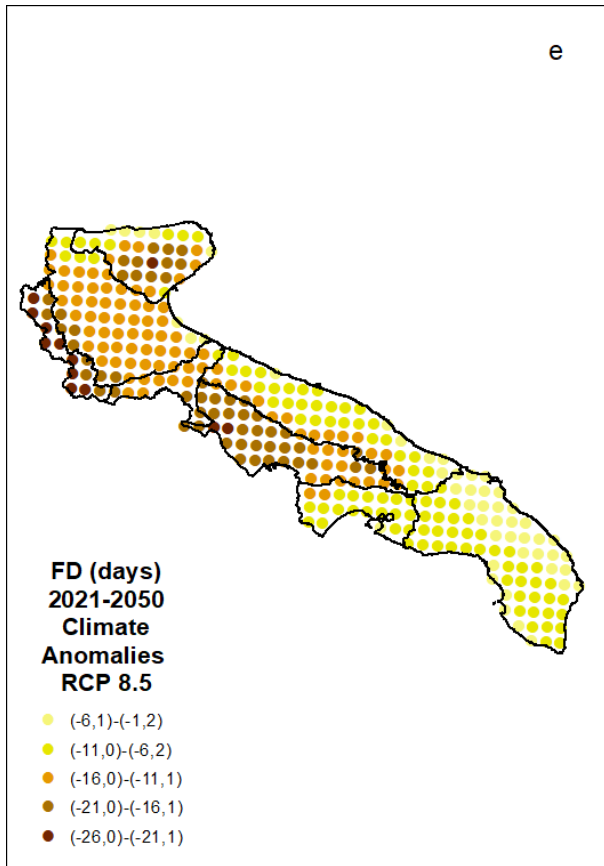 e
FD (days)
2021-2050
Climate
Anomalies
RCP 8.5
(-6,1)-(-1,2)
(-11,0)-(-6,2)
(-16,0)-(-11,1)
(-21,0)-(-16,1)
(-26,0)-(-21,1)